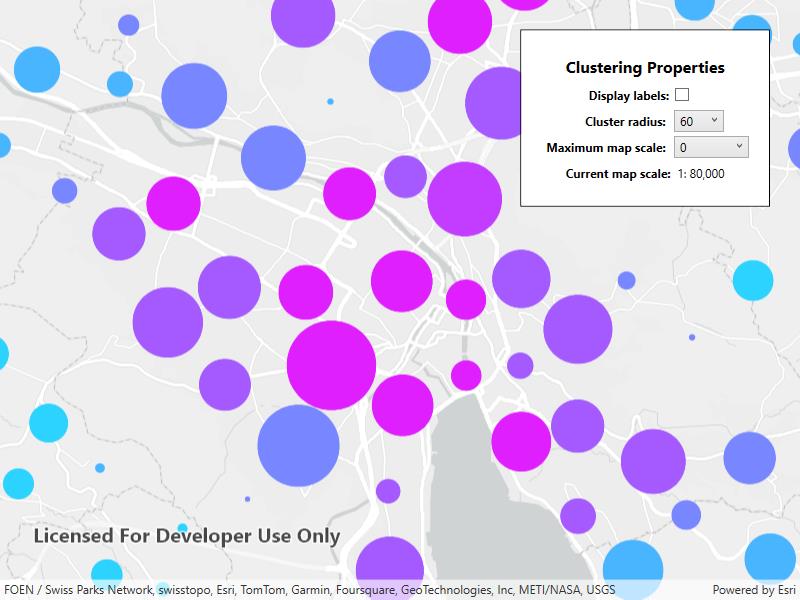 Clustering Properties
Display labels:
Cluster radius: 60
Maximum map scale: 0
Current map scale: 1: 80,000
Licensed For Developer Use Only
FOEN / Swiss Parks Network, swisstopo, Esri, TomTom, Garmin, Foursquare, GeoTechnologies, Inc, METI/NASA, USGS Powered by Esri